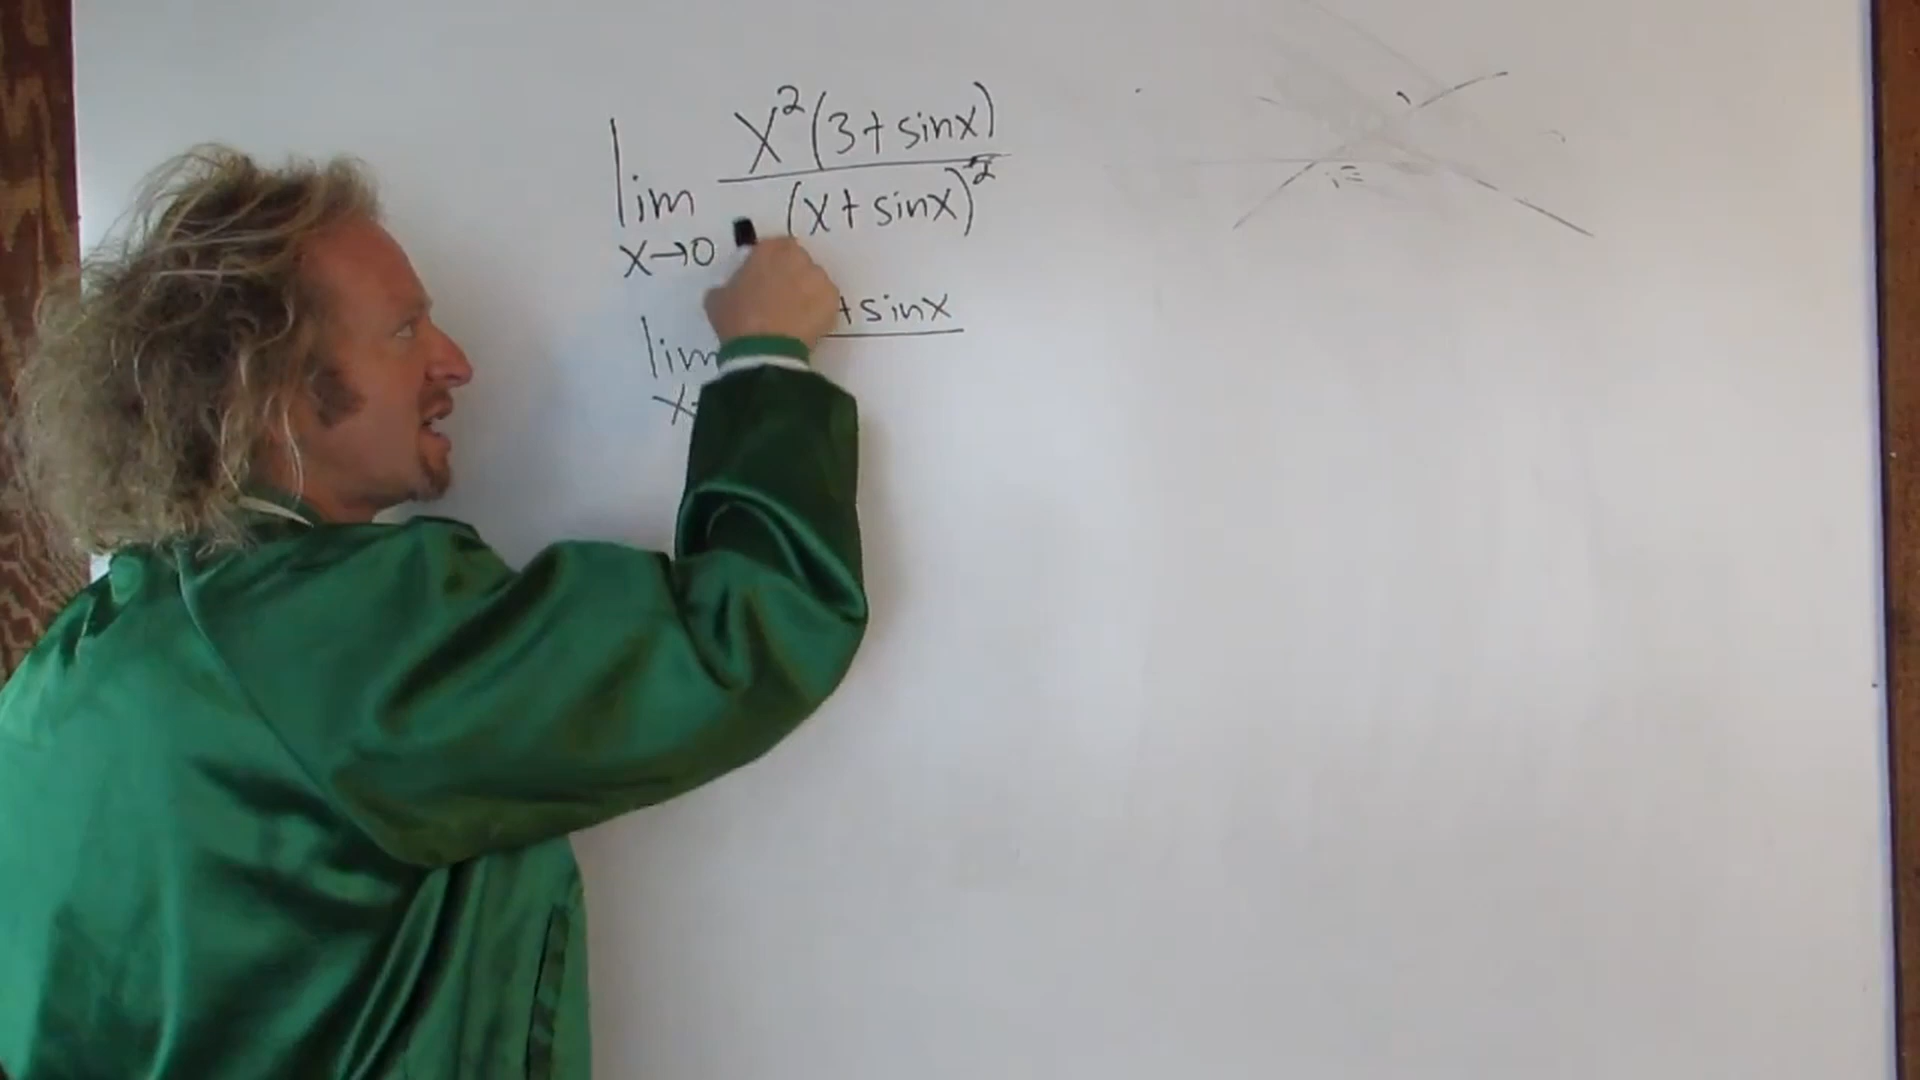 lim x→0 x²(3+sinx) / (x+sinx)²
lim +sinx
x